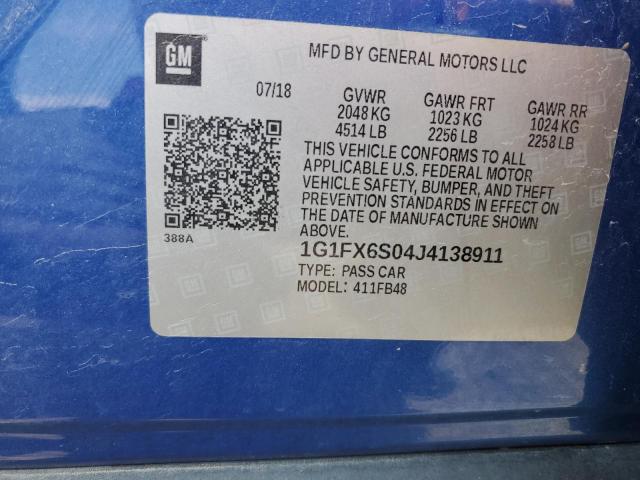 GM
MFD BY GENERAL MOTORS LLC
07/18 GVWR GAWR FRT GAWR RR
2048 KG 1023 KG 1024 KG
4514 LB 2256 LB 2258 LB
THIS VEHICLE CONFORMS TO ALL
APPLICABLE U.S. FEDERAL MOTOR
VEHICLE SAFETY, BUMPER, AND THEFT
PREVENTION STANDARDS IN EFFECT ON
THE DATE OF MANUFACTURE SHOWN
ABOVE.
388A
1G1FX6S04J4138911
TYPE: PASS CAR
MODEL: 411FB48